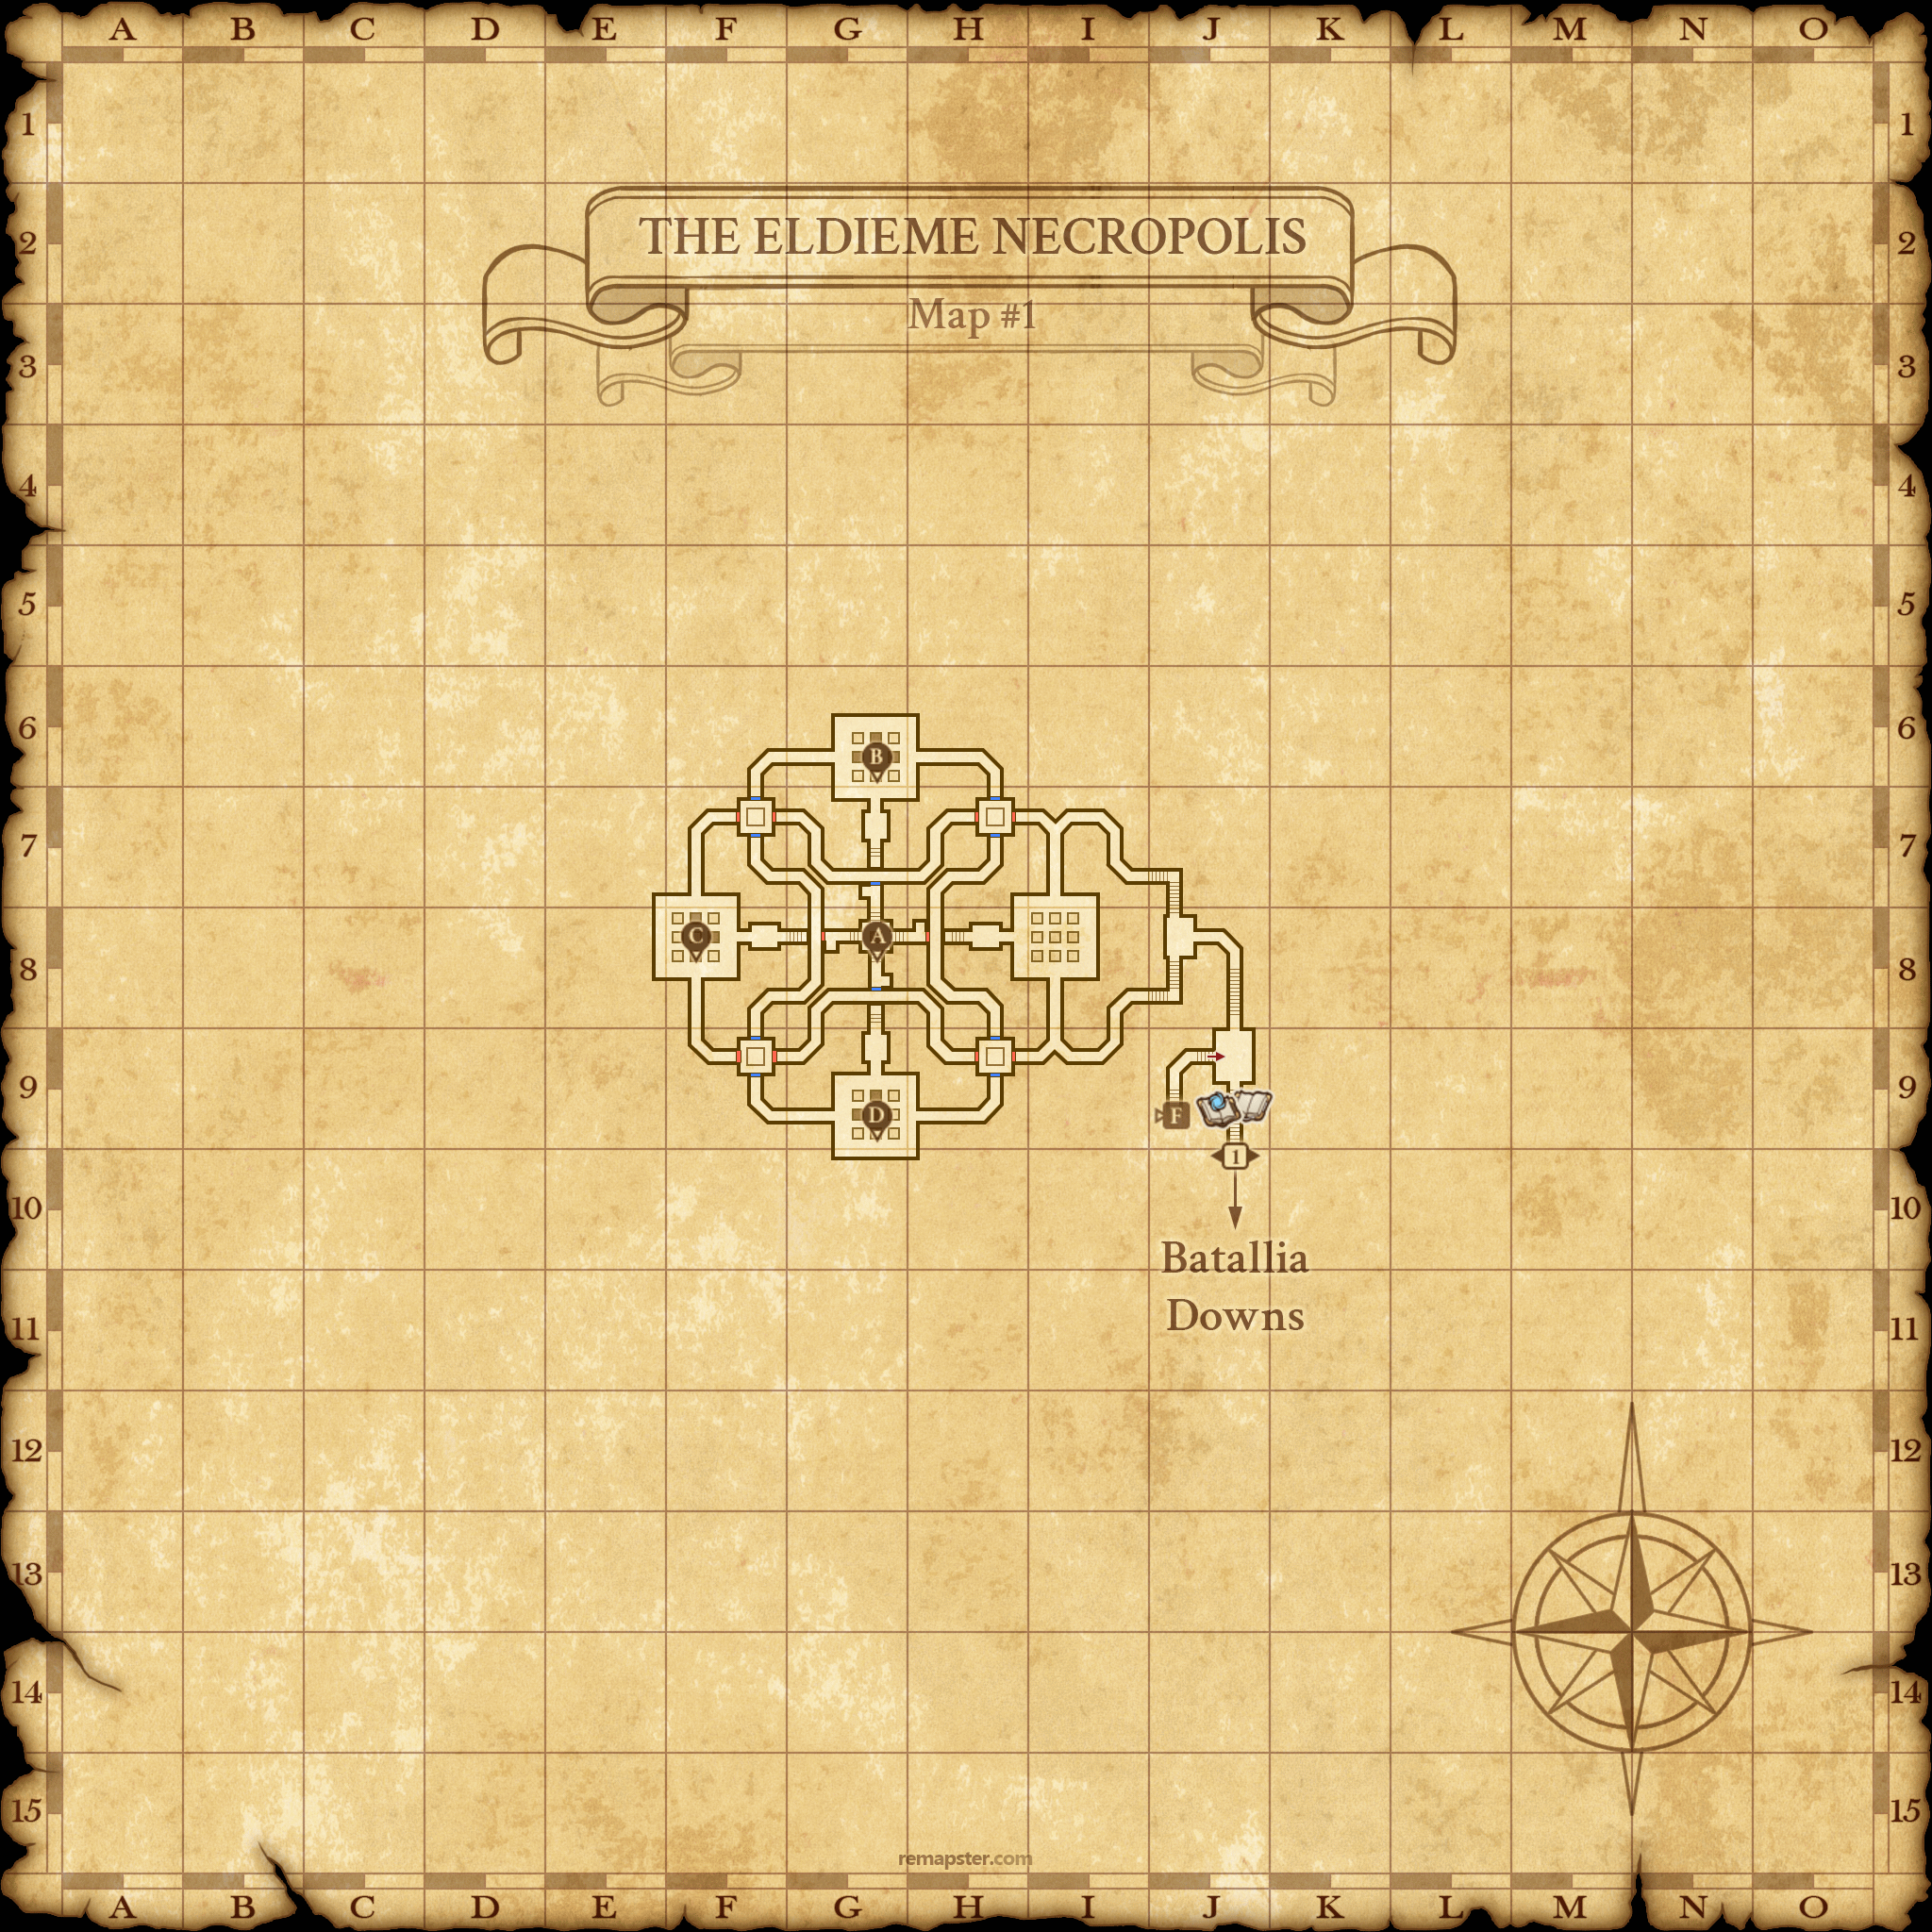 A B C D E F G H I J K L M N O
1 1
THE ELDIEME NECROPOLIS
2 2
Map #1
3 3
4 4
5 5
6 6
B
7 7
C A
8 8
9 9
D F
1
10 10
Batallia
Downs
11 11
12 12
13 13
14 14
15 15
remapster.com
A B C D E F G H I J K L M N O